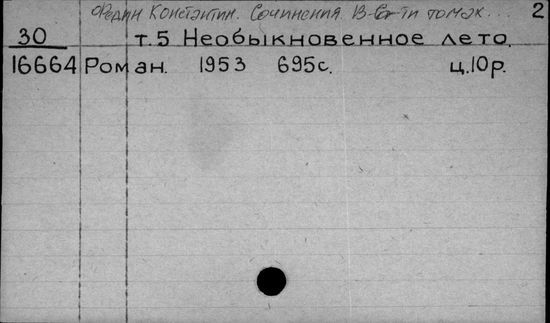 Федин Константин. Сочинения. В 6-ти томах... 2
30 т.5 Необыкновенное лето.
16664 Роман. 1953 695с. ц.10р.